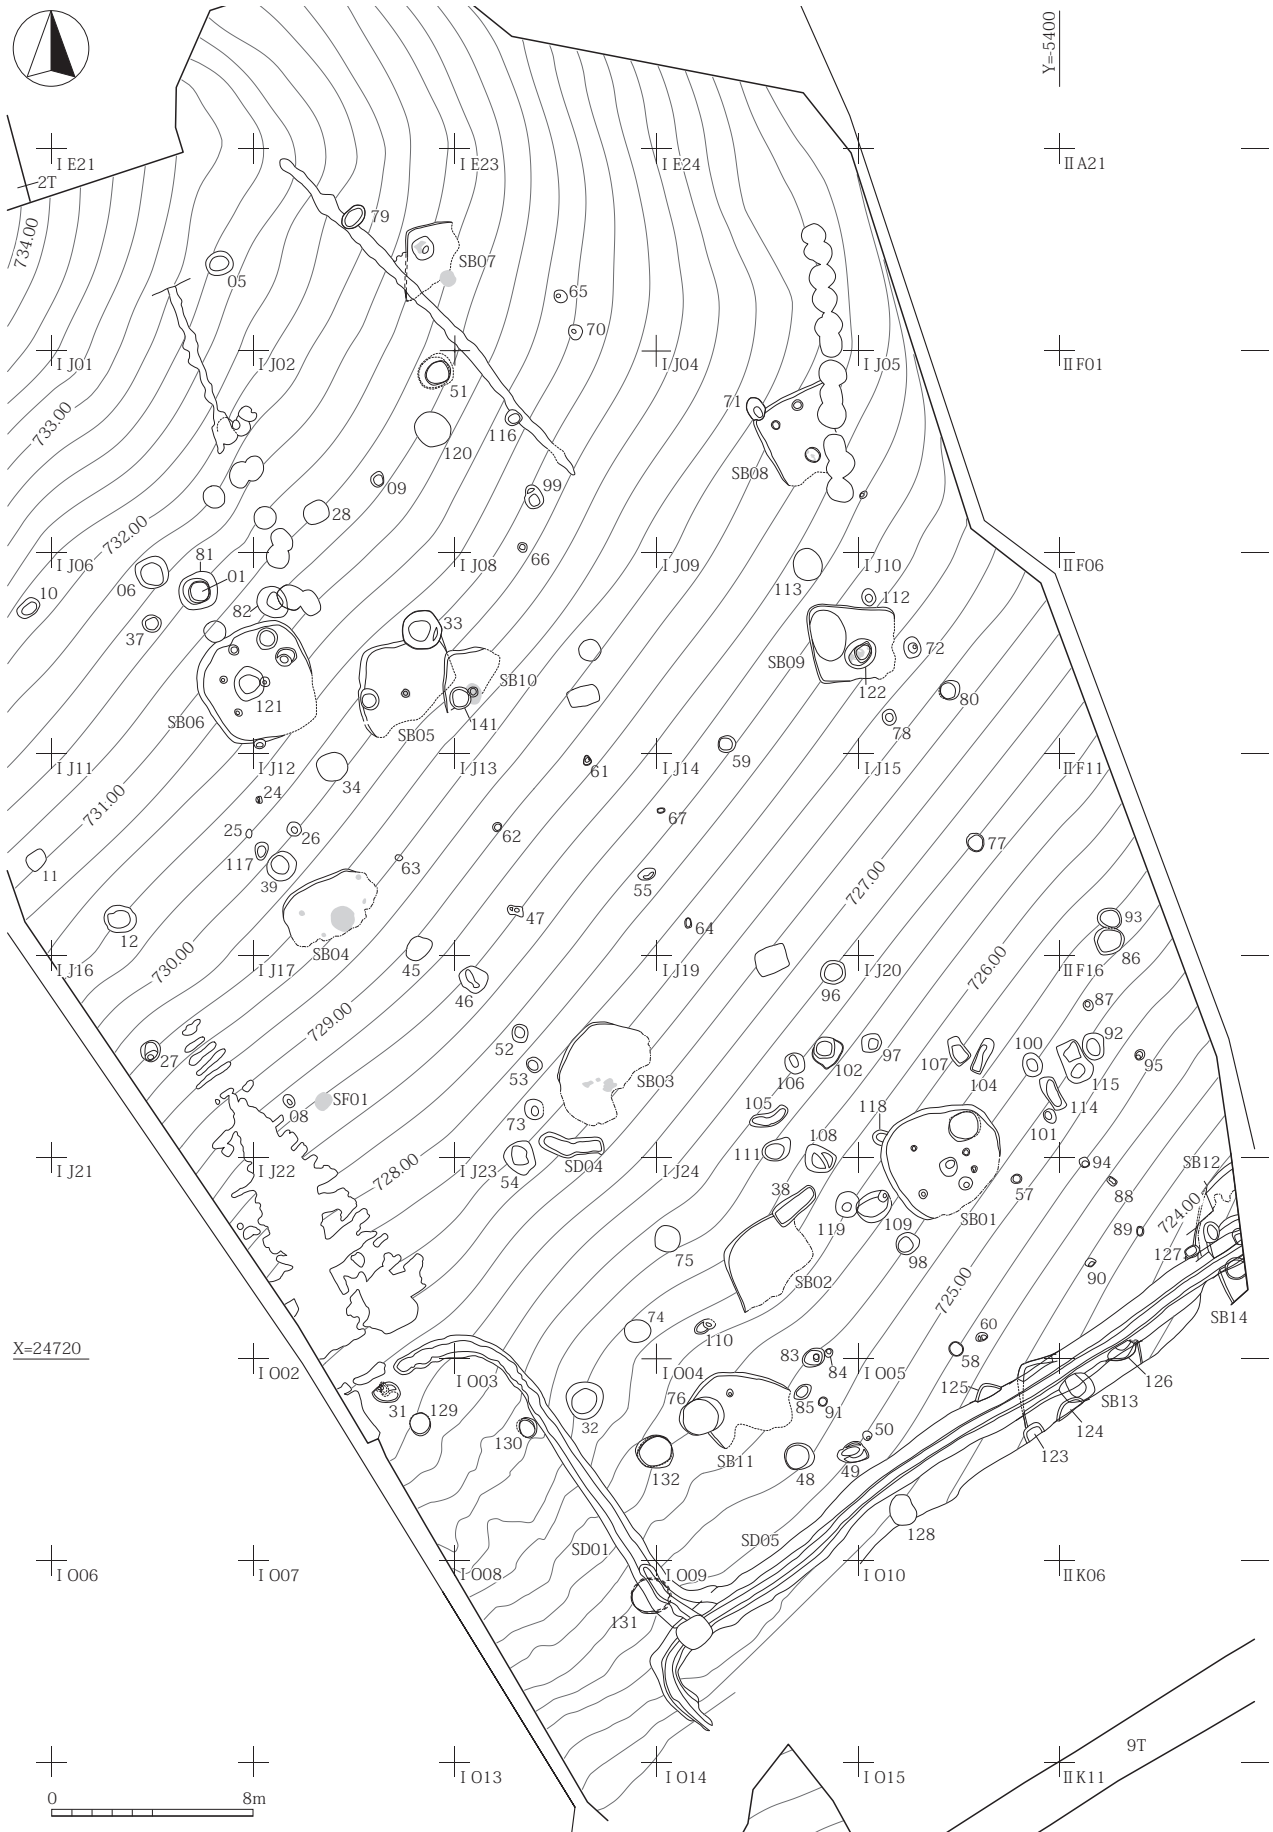 Y=-5400
I E21
I E23
I E24
II A21
2T
79
734.00
SB07
05
65
70
I J01
I J02
I J04
I J05
II F01
51
71
733.00
116
120
SB08
09
99
28
732.00
66
I J06
I J08
I J09
I J10
II F06
81
01
10
06
113
112
82
37
33
72
SB09
SB10
122
80
121
SB06
141
SB05
78
59
I J11
I J12
I J13
I J14
I J15
II F11
61
34
24
731.00
67
25
26
62
77
117
63
11
39
727.00
55
47
93
64
12
SB04
45
86
I J16
I J17
I J19
I J20
II F16
730.00
726.00
46
96
87
729.00
52
92
27
97
107
100
95
53
102
SB03
106
104
115
SF01
08
105
118
114
73
101
108
I J21
I J22
I J23
SD04
I J24
111
94
SB12
54
38
57
88
119
109
SB01
724.00
728.00
89
127
75
98
SB02
90
725.00
74
60
SB14
X=24720
110
58
83
84
I O02
I O03
I O04
I O05
125
126
76
85
91
SB13
31
129
32
50
124
130
SB11
132
48
49
123
128
SD01
SD05
I O06
I O07
I O08
I O09
I O10
II K06
131
9T
I O13
I O14
I O15
II K11
0 8m